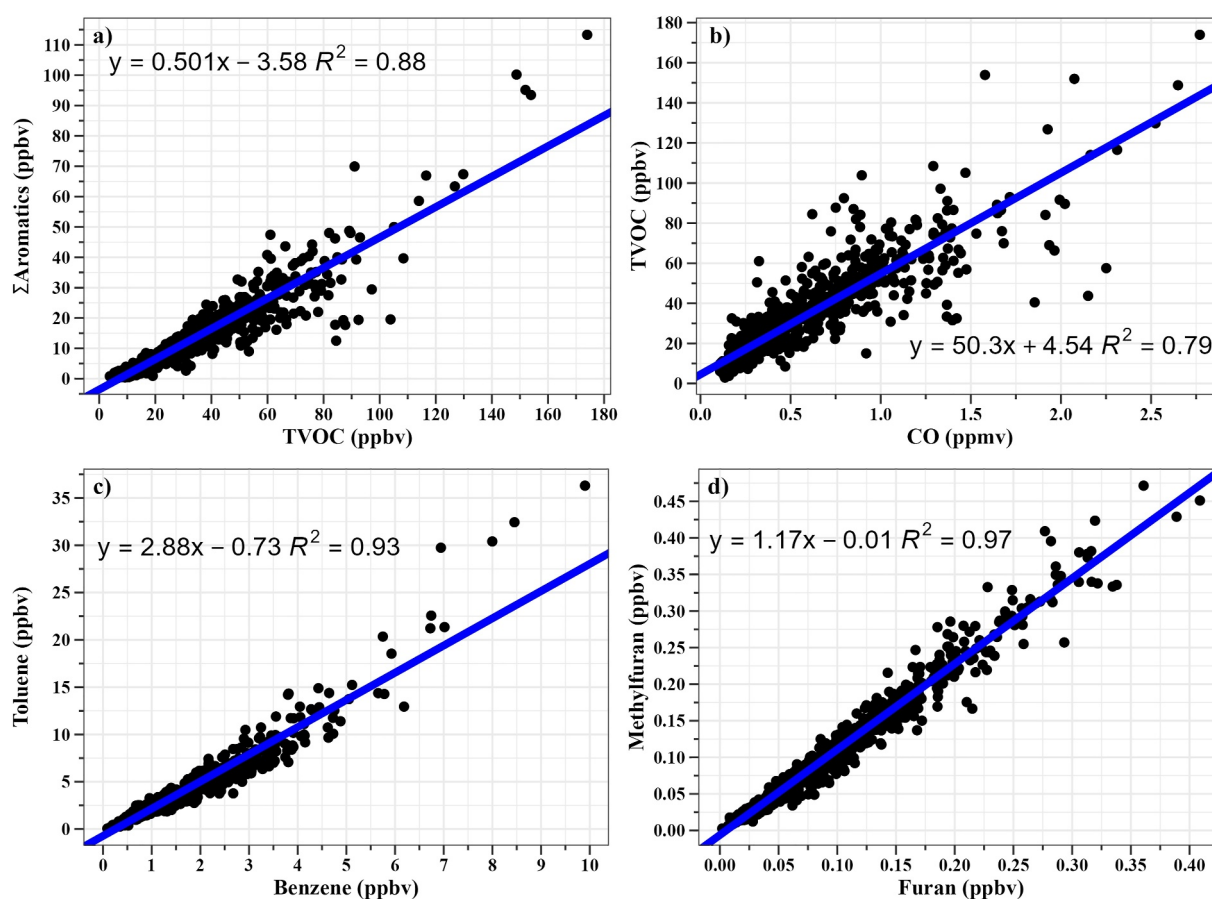 a)
y = 0.501x − 3.58 R² = 0.88
110
100
90
80
70
60
50
40
30
20
10
0
ΣAromatics (ppbv)
0 20 40 60 80 100 120 140 160 180
TVOC (ppbv)
b)
y = 50.3x + 4.54 R² = 0.79
180
160
140
120
100
80
60
40
20
0
TVOC (ppbv)
0.0 0.5 1.0 1.5 2.0 2.5
CO (ppmv)
c)
y = 2.88x − 0.73 R² = 0.93
35
30
25
20
15
10
5
0
Toluene (ppbv)
0 1 2 3 4 5 6 7 8 9 10
Benzene (ppbv)
d)
y = 1.17x − 0.01 R² = 0.97
0.45
0.40
0.35
0.30
0.25
0.20
0.15
0.10
0.05
0.00
Methylfuran (ppbv)
0.00 0.05 0.10 0.15 0.20 0.25 0.30 0.35 0.40
Furan (ppbv)